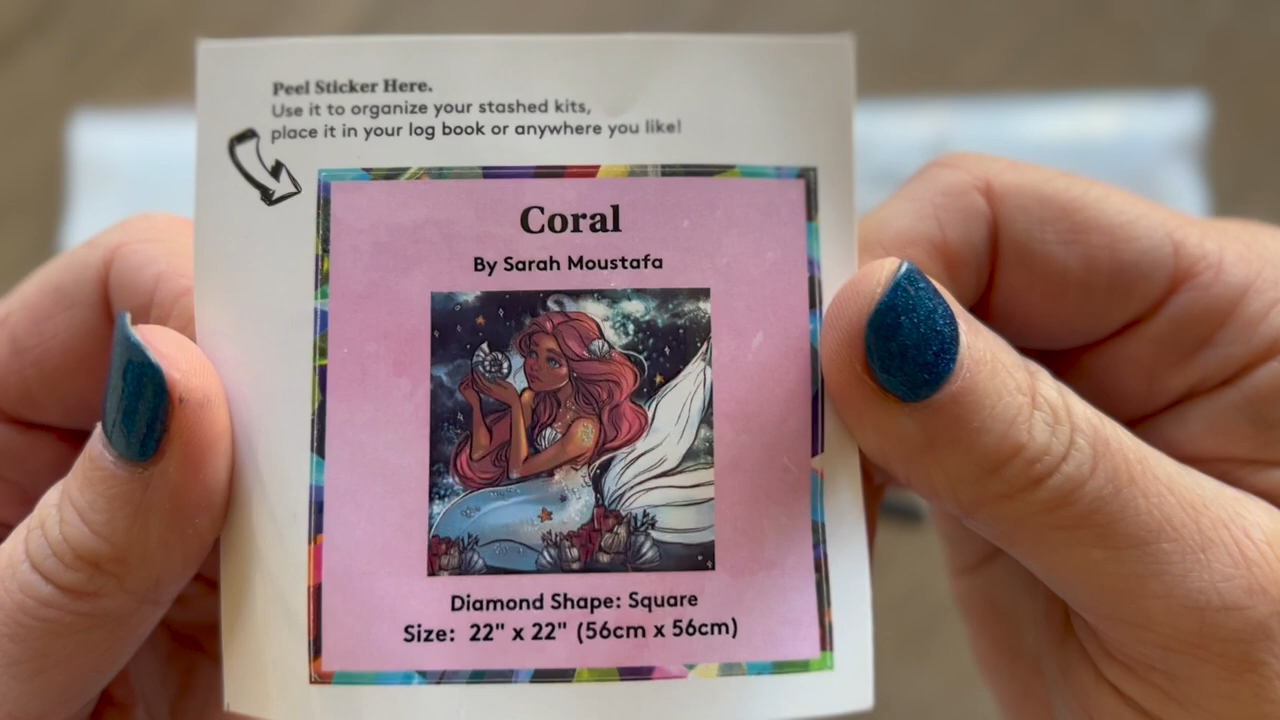 Peel Sticker Here.
Use it to organize your stashed kits,
place it in your log book or anywhere you like!
Coral
By Sarah Moustafa
Diamond Shape: Square
Size: 22" x 22" (56cm x 56cm)